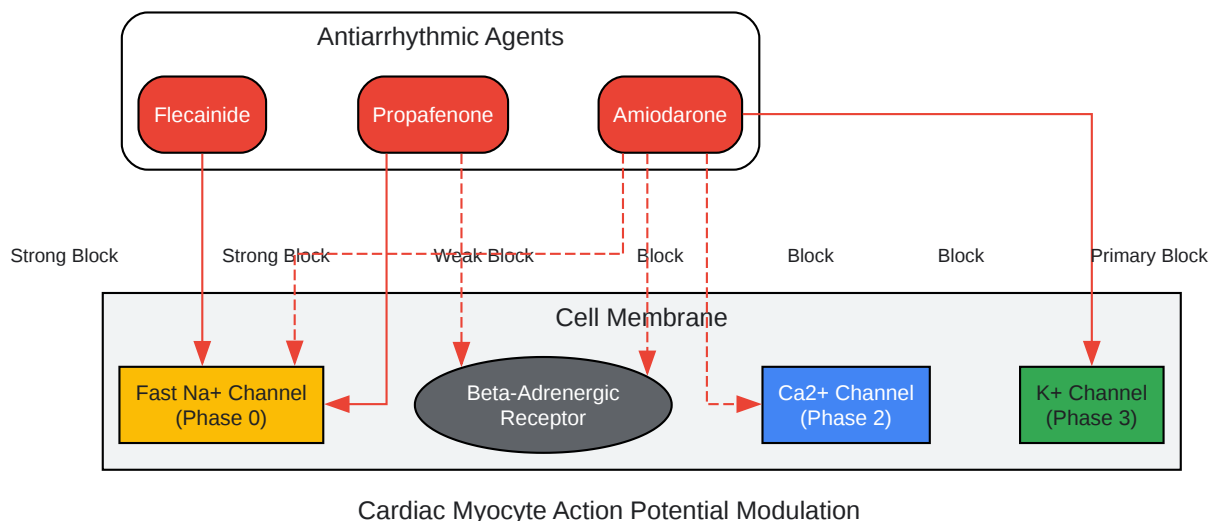 Antiarrhythmic Agents
Flecainide
Propafenone
Amiodarone
Strong Block
Strong Block
Weak Block
Block
Block
Block
Primary Block
Cell Membrane
Fast Na+ Channel
(Phase 0)
Beta-Adrenergic
Receptor
Ca2+ Channel
(Phase 2)
K+ Channel
(Phase 3)
Cardiac Myocyte Action Potential Modulation